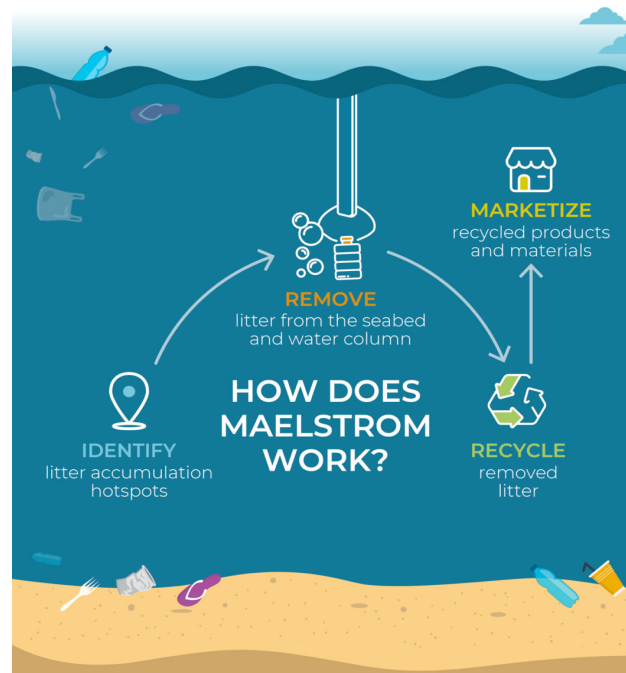 MARKETIZE
recycled products
and materials
REMOVE
litter from the seabed
and water column
HOW DOES
MAELSTROM
WORK?
IDENTIFY
litter accumulation
hotspots
RECYCLE
removed
litter